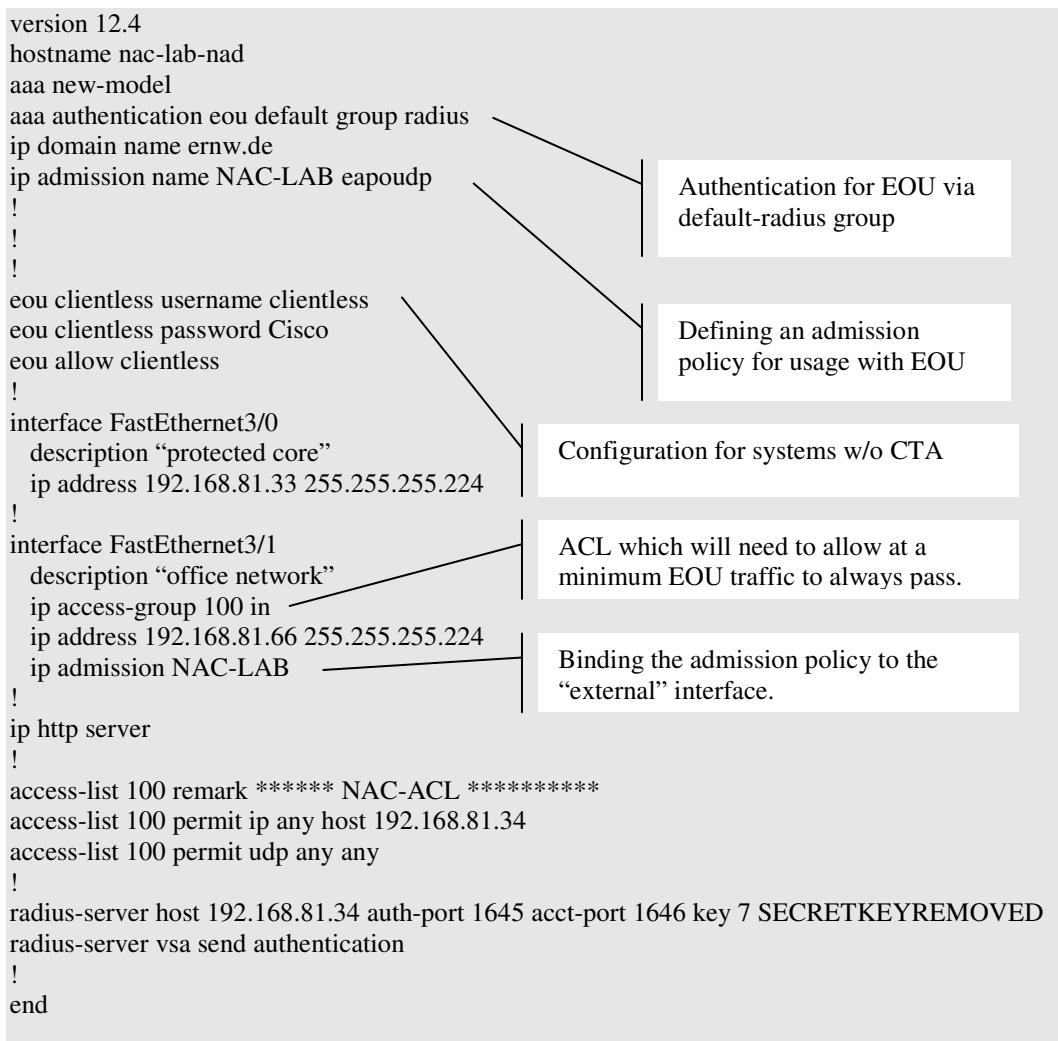 version 12.4
hostname nac-lab-nad
aaa new-model
aaa authentication eou default group radius
ip domain name ernw.de
ip admission name NAC-LAB eapoudp
!
!
!
eou clientless username clientless
eou clientless password Cisco
eou allow clientless
!
interface FastEthernet3/0
description “protected core”
ip address 192.168.81.33 255.255.255.224
!
interface FastEthernet3/1
description “office network”
ip access-group 100 in
ip address 192.168.81.66 255.255.255.224
ip admission NAC-LAB
!
ip http server
!
access-list 100 remark ****** NAC-ACL **********
access-list 100 permit ip any host 192.168.81.34
access-list 100 permit udp any any
!
radius-server host 192.168.81.34 auth-port 1645 acct-port 1646 key 7 SECRETKEYREMOVED
radius-server vsa send authentication
!
end
Authentication for EOU via
default-radius group
Defining an admission
policy for usage with EOU
Configuration for systems w/o CTA
ACL which will need to allow at a
minimum EOU traffic to always pass.
Binding the admission policy to the
“external” interface.